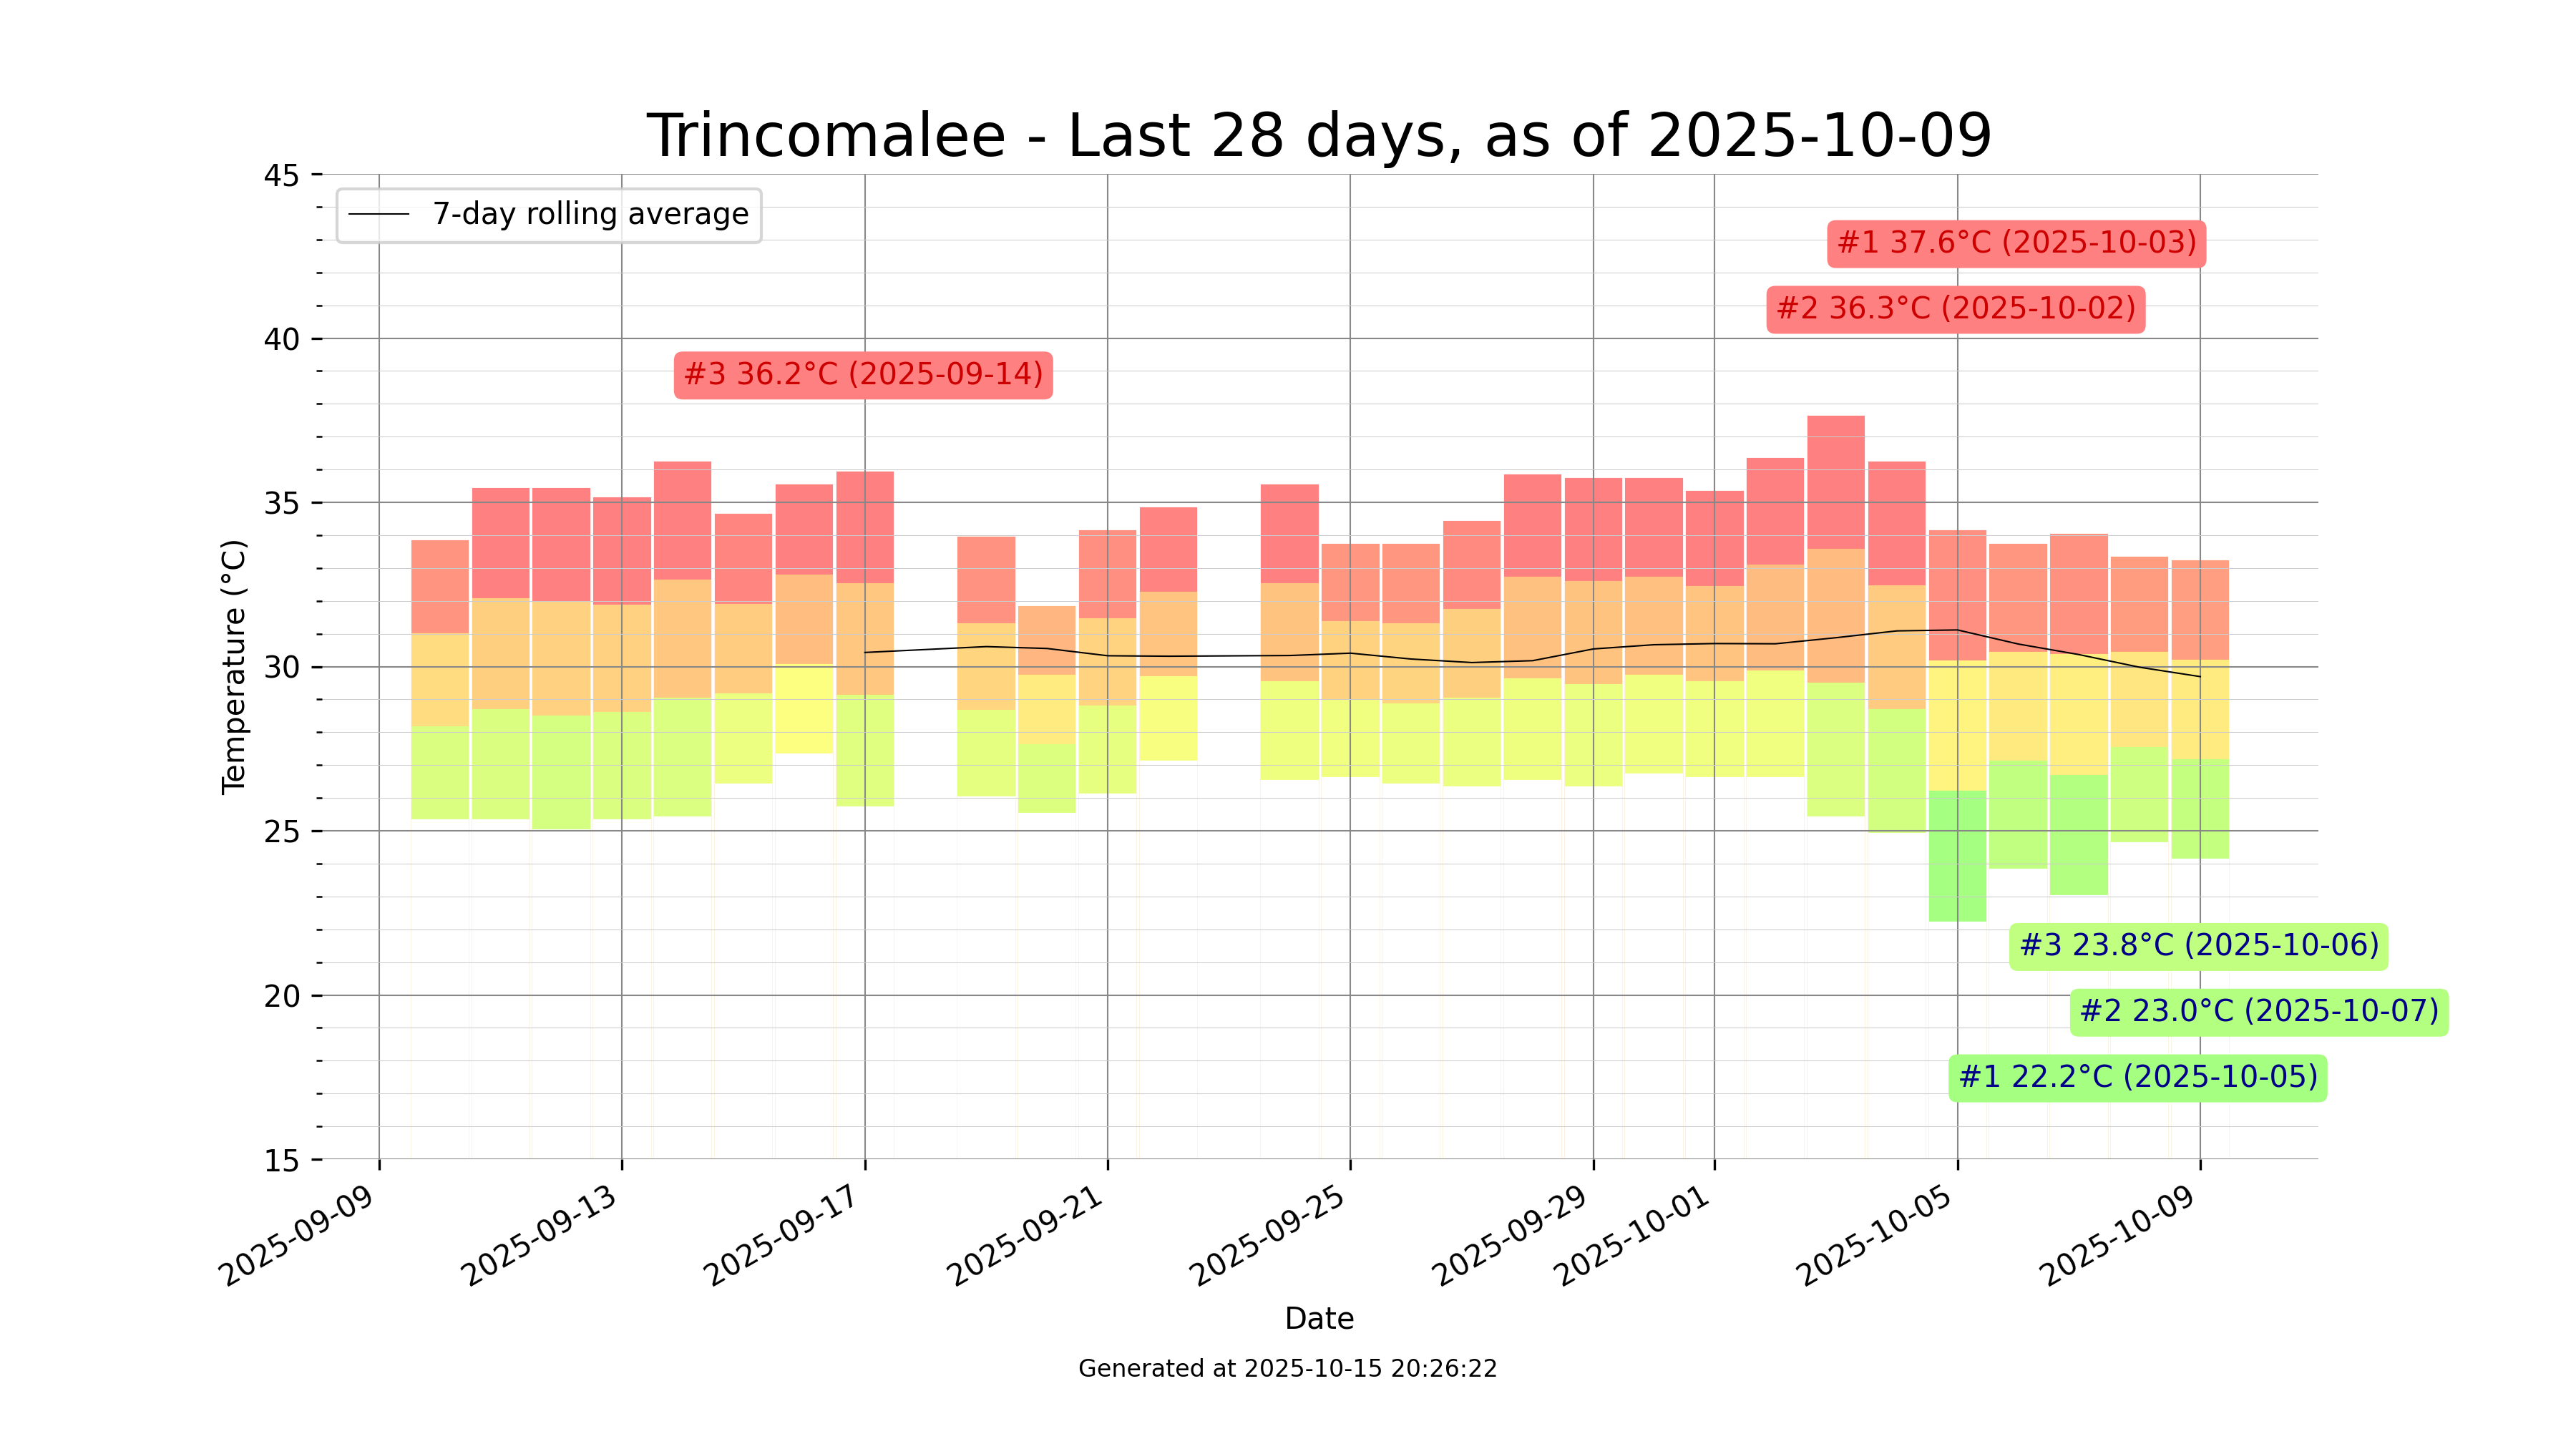 Trincomalee - Last 28 days, as of 2025-10-09
45
7-day rolling average
#1 37.6°C (2025-10-03)
#2 36.3°C (2025-10-02)
40
#3 36.2°C (2025-09-14)
35
Temperature (°C)
30
25
#3 23.8°C (2025-10-06)
20
#2 23.0°C (2025-10-07)
#1 22.2°C (2025-10-05)
15
2025-09-09
2025-09-13
2025-09-17
2025-09-21
2025-09-25
2025-09-29
2025-10-01
2025-10-05
2025-10-09
Date
Generated at 2025-10-15 20:26:22